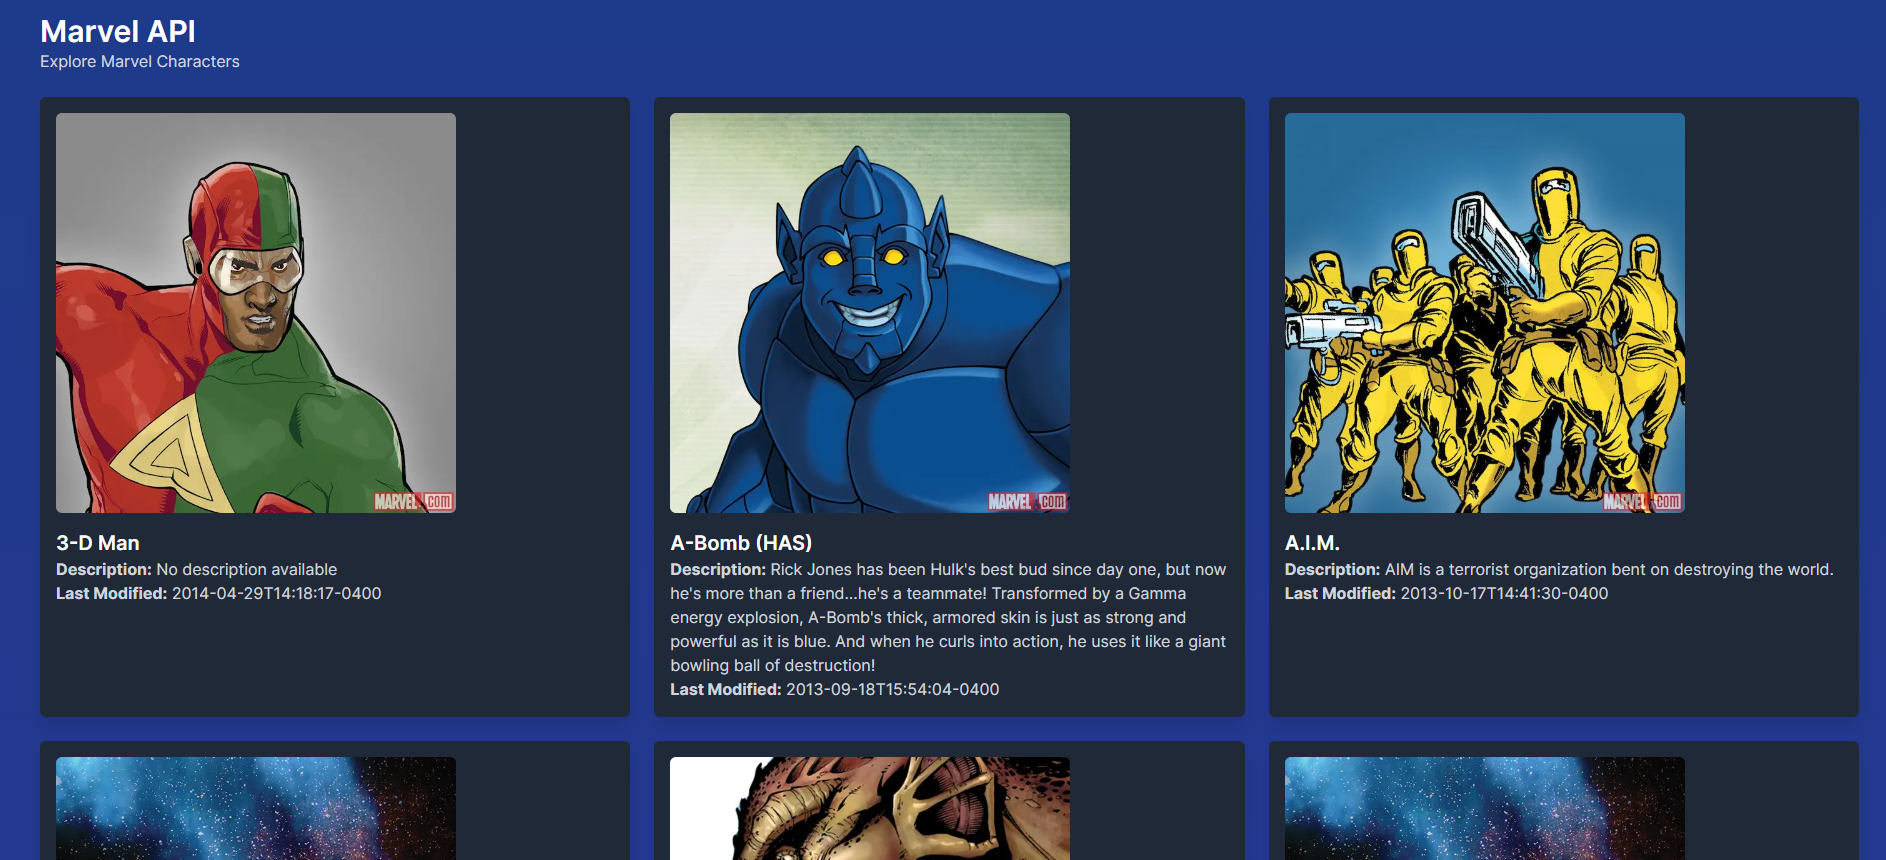 Marvel API
Explore Marvel Characters
MARVEL.COM
3-D Man
Description: No description available
Last Modified: 2014-04-29T14:18:17-0400
MARVEL.COM
A-Bomb (HAS)
Description: Rick Jones has been Hulk's best bud since day one, but now
he's more than a friend...he's a teammate! Transformed by a Gamma
energy explosion, A-Bomb's thick, armored skin is just as strong and
powerful as it is blue. And when he curls into action, he uses it like a giant
bowling ball of destruction!
Last Modified: 2013-09-18T15:54:04-0400
MARVEL.COM
A.I.M.
Description: AIM is a terrorist organization bent on destroying the world.
Last Modified: 2013-10-17T14:41:30-0400